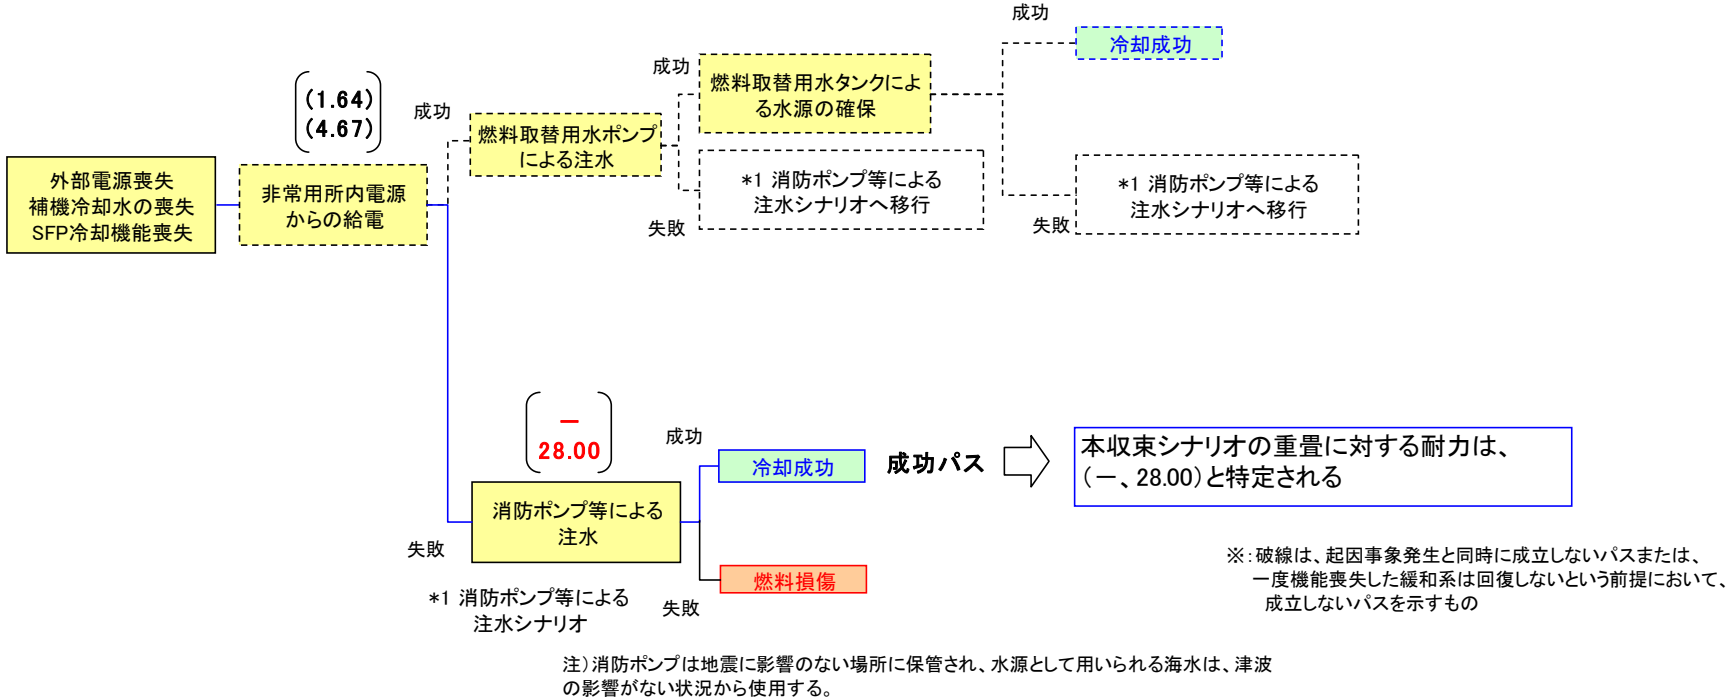 外部電源喪失
補機冷却水の喪失
SFP冷却機能喪失
(1.64)
(4.67)
非常用所内電源
からの給電
成功
燃料取替用水ポンプ
による注水
成功
燃料取替用水タンクによ
る水源の確保
成功
冷却成功
*1 消防ポンプ等による
注水シナリオへ移行
失敗
*1 消防ポンプ等による
注水シナリオへ移行
失敗
－
28.00
失敗
消防ポンプ等による
注水
*1 消防ポンプ等による
注水シナリオ
成功
冷却成功
失敗
燃料損傷
成功パス
本収束シナリオの重畳に対する耐力は、
（－、28.00）と特定される
※：破線は、起因事象発生と同時に成立しないパスまたは、
一度機能喪失した緩和系は回復しないという前提において、
成立しないパスを示すもの
注）消防ポンプは地震に影響のない場所に保管され、水源として用いられる海水は、津波
の影響がない状況から使用する。